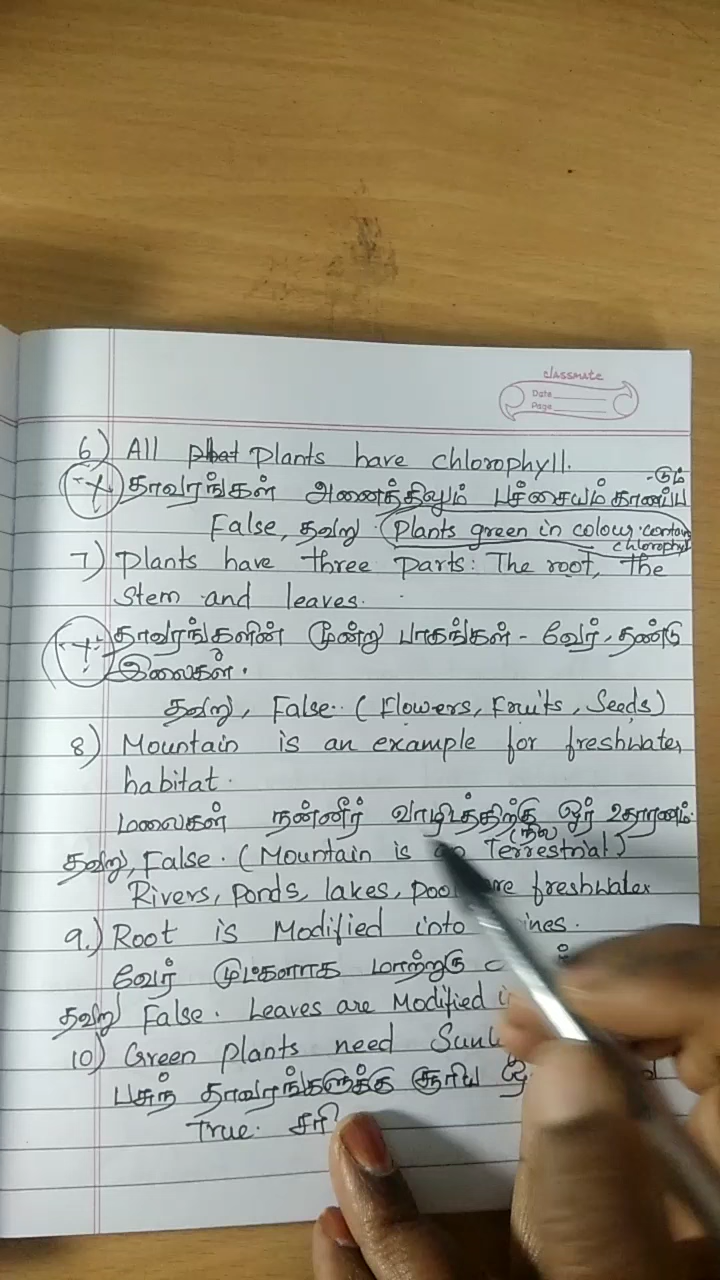 classmate
Date
Page
6) All plants have chlorophyll.
தாவரங்கள் அனைத்திலும் பச்சையம் காணப்ப
-டும்
False, தவறு. (Plants green in colour contain
chlorophyll
7) Plants have three parts: The root, the
stem and leaves.
தாவரங்களின் மூன்று பாகங்கள் - வேர், தண்டு
இலைகள்.
தவறு, False. (Flowers, Fruits, Seeds)
8) Mountain is an example for freshwater
habitat.
மலைகள் நன்னீர் வாழிடத்திற்கு ஓர் உதாரணம்.
(நில
தவறு, False. (Mountain is Terrestrial)
Rivers, Ponds, lakes, are freshwater
9.) Root is Modified into
வேர் முட்களாக மாற்றுரு
தவறு False. Leaves are Modified
10) Green plants need
பசுந் தாவரங்களுக்கு சூரிய
True. சரி